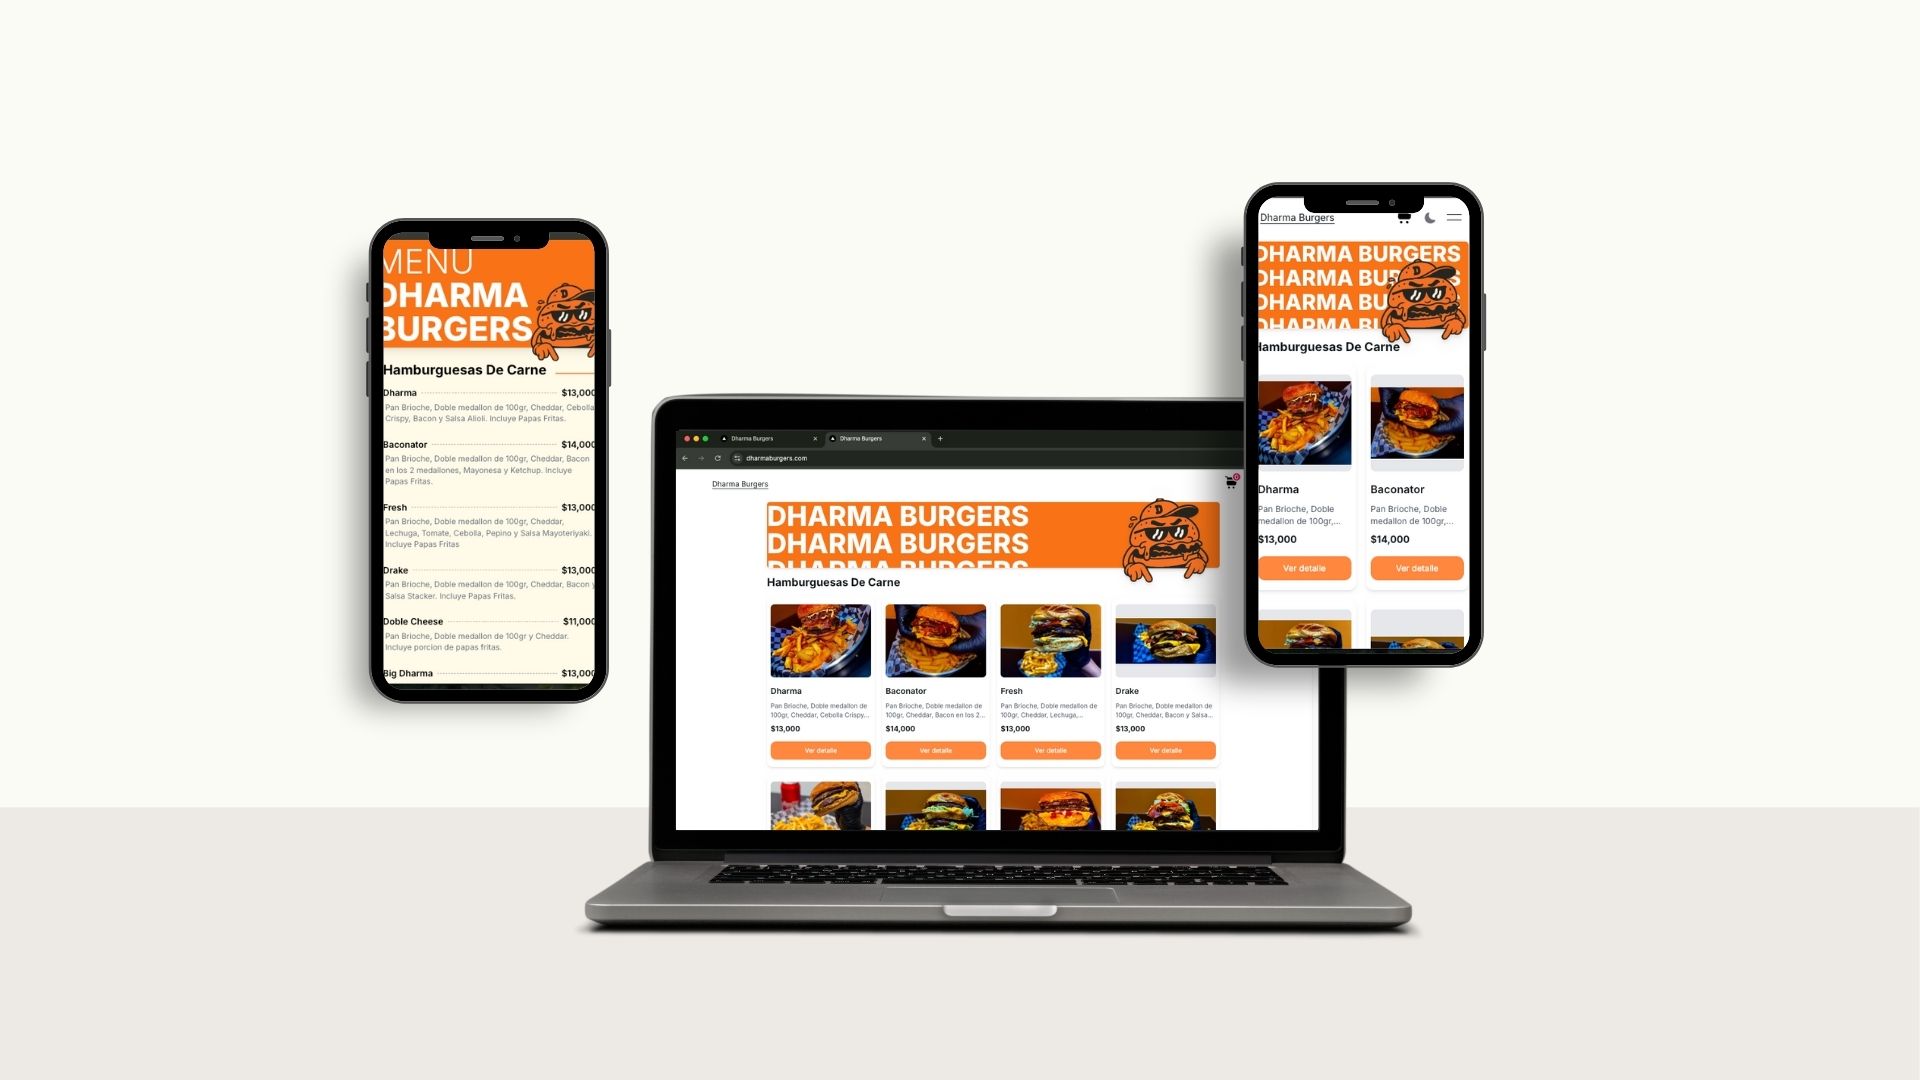 MENU
DHARMA
BURGERS
Hamburguesas De Carne
Dharma $13,000
Pan Brioche, Doble medallon de 100gr, Cheddar, Cebolla
Crispy, Bacon y Salsa Alioli. Incluye Papas Fritas.
Baconator $14,000
Pan Brioche, Doble medallon de 100gr, Cheddar, Bacon
en los 2 medallones, Mayonesa y Ketchup. Incluye
Papas Fritas.
Fresh $13,000
Pan Brioche, Doble medallon de 100gr, Cheddar,
Lechuga, Tomate, Cebolla, Pepino y Salsa Mayoteriyaki.
Incluye Papas Fritas
Drake $13,000
Pan Brioche, Doble medallon de 100gr, Cheddar, Bacon y
Salsa Stacker. Incluye Papas Fritas.
Doble Cheese $11,000
Pan Brioche, Doble medallon de 100gr y Cheddar.
Incluye porcion de papas fritas.
Big Dharma $13,000
Dharma Burgers
Dharma Burgers
dharmaburgers.com
Dharma Burgers
0
DHARMA BURGERS
DHARMA BURGERS
DHARMA BURGERS
D
Hamburguesas De Carne
Dharma
Pan Brioche, Doble medallon de
100gr, Cheddar, Cebolla Crispy...
$13,000
Ver detalle
Baconator
Pan Brioche, Doble medallon de
100gr, Cheddar, Bacon en los 2...
$14,000
Ver detalle
Fresh
Pan Brioche, Doble medallon de
100gr, Cheddar, Lechuga,...
$13,000
Ver detalle
Drake
Pan Brioche, Doble medallon de
100gr, Cheddar, Bacon y Salsa...
$13,000
Ver detalle
Dharma Burgers
DHARMA BURGERS
DHARMA BURGERS
DHARMA BU
DHARMA BU
D
Hamburguesas De Carne
Dharma
Pan Brioche, Doble
medallon de 100gr,...
$13,000
Ver detalle
Baconator
Pan Brioche, Doble
medallon de 100gr,...
$14,000
Ver detalle